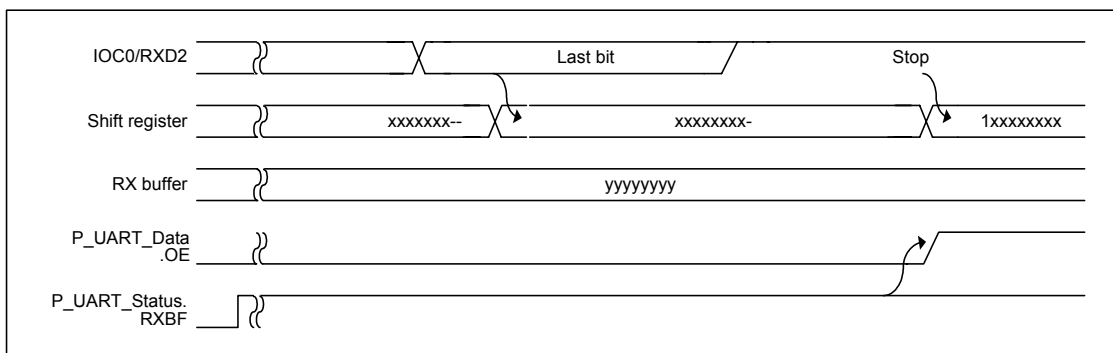 IOC0/RXD2
Last bit
Stop
Shift register
xxxxxxx--
xxxxxxxx-
1xxxxxxxx
RX buffer
yyyyyyyy
P_UART_Data
.OE
P_UART_Status.
RXBF